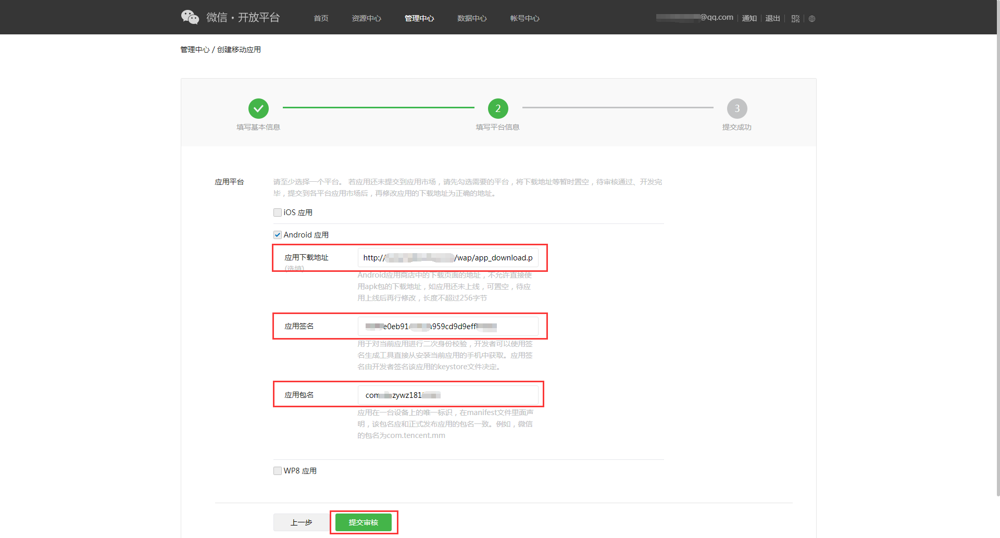 微信・开放平台 首页 资源中心 管理中心 数据中心 帐号中心 @qq.com 通知 退出
管理中心 / 创建移动应用
2 3
填写基本信息 填写平台信息 提交成功
应用平台 请至少选择一个平台。 若应用还未提交到应用市场，请先勾选需要的平台，将下载地址等暂时置空，待审核通过、开发完
毕，提交到各平台应用市场后，再修改应用的下载地址为正确的地址。
iOS 应用
Android 应用
应用下载地址 http:// /wap/app_download.p
(选填)
Android应用商店中的下载页面的地址，不允许直接使
用apk包的下载地址，如应用还未上线，可置空，待应
用上线后再行修改，长度不超过256字节
应用签名 e0eb91 959cd9d9eff
用于对当前应用进行二次身份校验，开发者可以使用签
名生成工具直接从安装当前应用的手机中获取。应用签
名由开发者签名该应用的keystore文件决定。
应用包名 com zywz181
应用在一台设备上的唯一标识，在manifest文件里面声
明，该包名应和正式发布应用的包名一致。例如，微信
的包名为com.tencent.mm
WP8 应用
上一步 提交审核